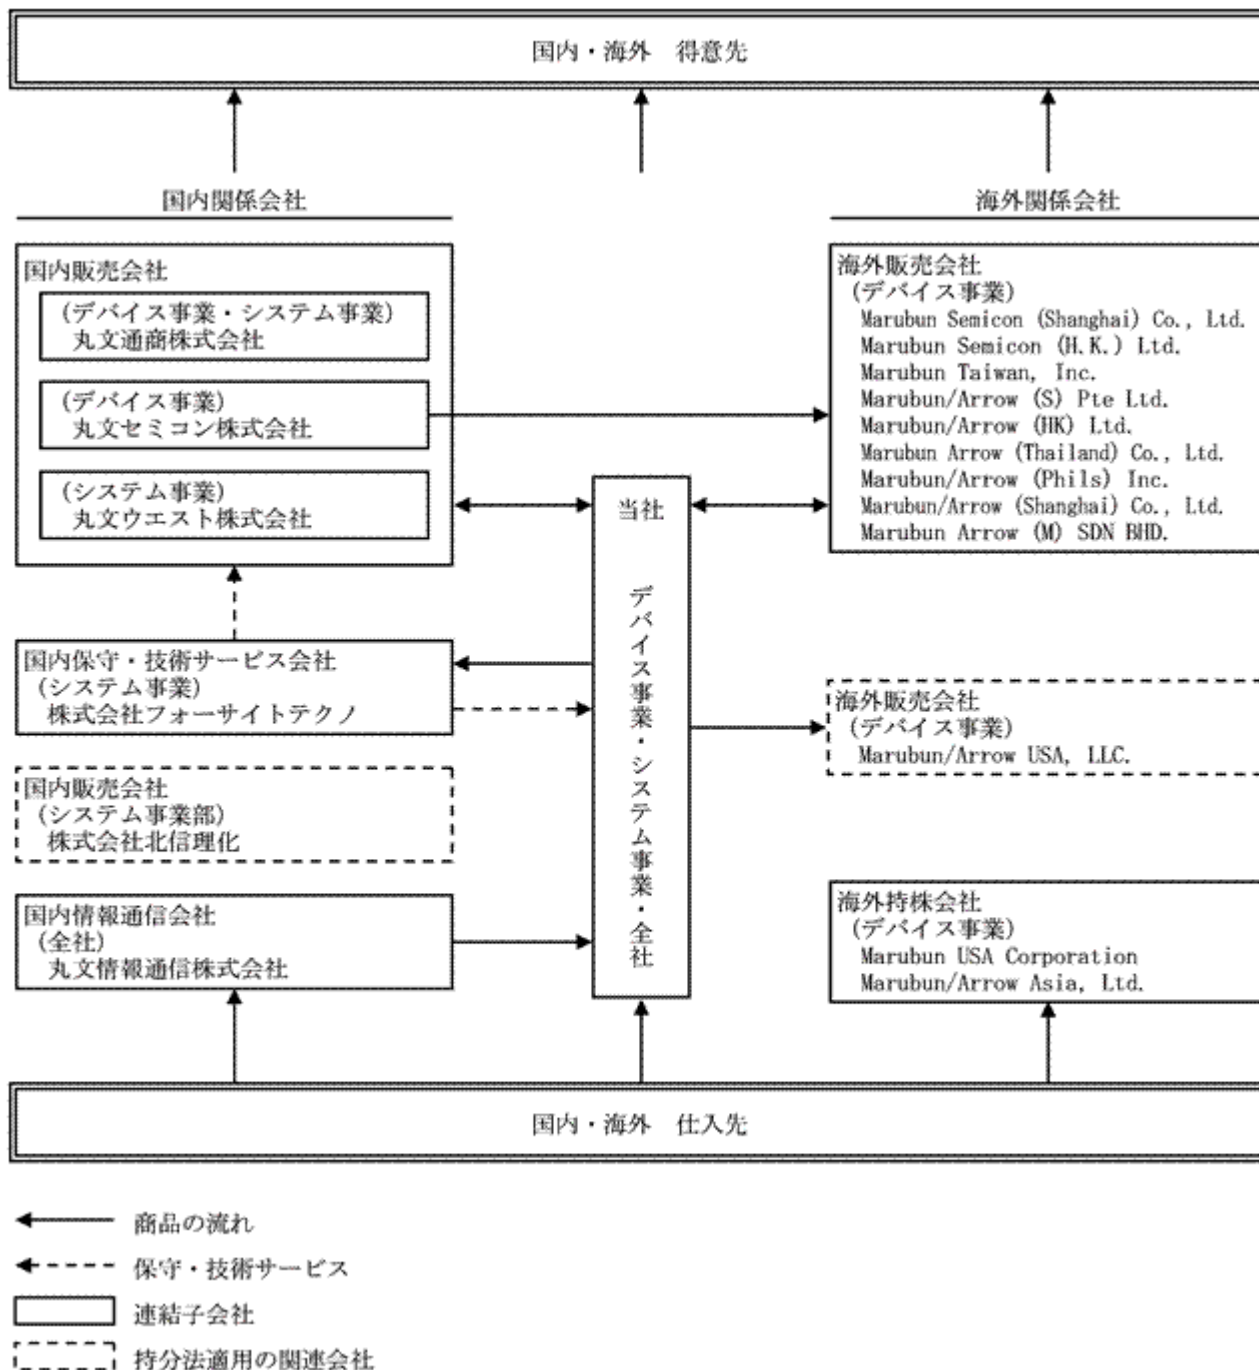 国内・海外　得意先
国内関係会社
海外関係会社
国内販売会社
(デバイス事業・システム事業)
丸文通商株式会社
(デバイス事業)
丸文セミコン株式会社
(システム事業)
丸文ウエスト株式会社
海外販売会社
(デバイス事業)
Marubun Semicon (Shanghai) Co., Ltd.
Marubun Semicon (H.K.) Ltd.
Marubun Taiwan, Inc.
Marubun/Arrow (S) Pte Ltd.
Marubun/Arrow (HK) Ltd.
Marubun Arrow (Thailand) Co., Ltd.
Marubun/Arrow (Phils) Inc.
Marubun/Arrow (Shanghai) Co., Ltd.
Marubun Arrow (M) SDN BHD.
当社
デバイス事業・システム事業・全社
国内保守・技術サービス会社
(システム事業)
株式会社フォーサイトテクノ
海外販売会社
(デバイス事業)
Marubun/Arrow USA, LLC.
国内販売会社
(システム事業部)
株式会社北信理化
国内情報通信会社
(全社)
丸文情報通信株式会社
海外持株会社
(デバイス事業)
Marubun USA Corporation
Marubun/Arrow Asia, Ltd.
国内・海外　仕入先
商品の流れ
保守・技術サービス
連結子会社
持分法適用の関連会社